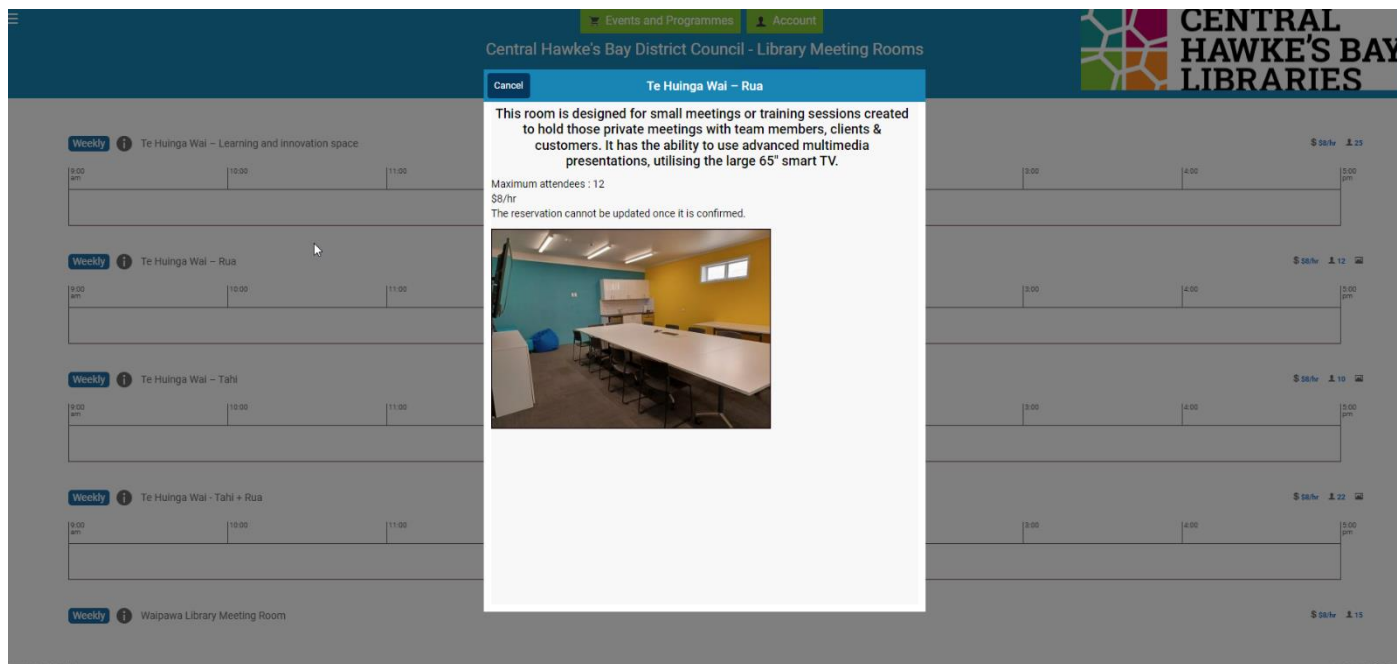 Events and Programmes
Account
Central Hawke's Bay District Council - Library Meeting Rooms
CENTRAL
HAWKE'S BAY
LIBRARIES
Cancel
Te Huinga Wai – Rua
This room is designed for small meetings or training sessions created
to hold those private meetings with team members, clients &
customers. It has the ability to use advanced multimedia
presentations, utilising the large 65" smart TV.
Maximum attendees : 12
$8/hr
The reservation cannot be updated once it is confirmed.
Weekly i Te Huinga Wai – Learning and innovation space $ $8/hr 25
9:00 am 10:00 11:00 3:00 4:00 5:00 pm
Weekly i Te Huinga Wai – Rua $ $8/hr 12
9:00 am 10:00 11:00 3:00 4:00 5:00 pm
Weekly i Te Huinga Wai – Tahi $ $8/hr 10
9:00 am 10:00 11:00 3:00 4:00 5:00 pm
Weekly i Te Huinga Wai - Tahi + Rua $ $8/hr 22
9:00 am 10:00 11:00 3:00 4:00 5:00 pm
Weekly i Waipawa Library Meeting Room $ $8/hr 15